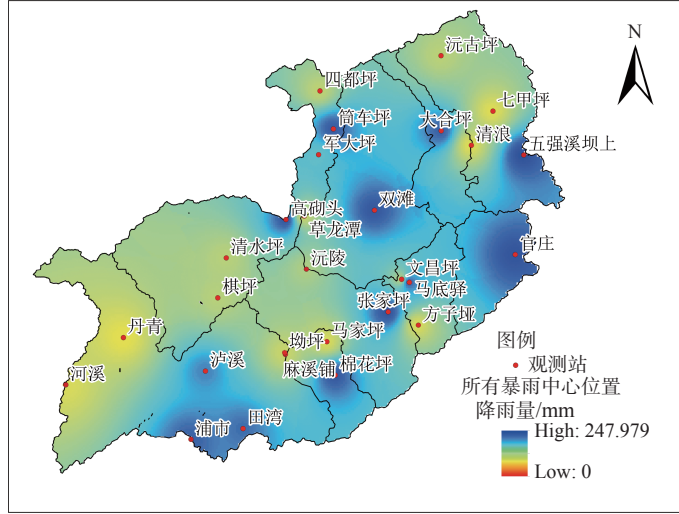 沅古坪
N
四都坪
七甲坪
筒车坪
大合坪
清浪
五强溪坝上
军大坪
高砌头
双滩
草龙潭
清水坪
沅陵
官庄
文昌坪
马底驿
棋坪
张家坪
方子垭
丹青
坳坪
马家坪
图例
观测站
河溪
泸溪
麻溪铺
棉花坪
所有暴雨中心位置
降雨量/mm
田湾
浦市
High: 247.979
Low: 0